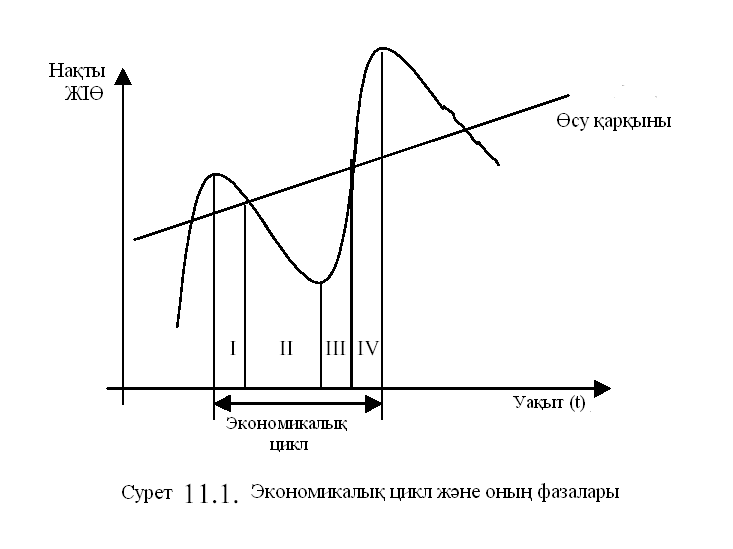 Нақты
ЖІӨ
Өсу қарқыны
I
II
III
IV
Уақыт (t)
Экономикалық
цикл
Сурет 11.1. Экономикалық цикл және оның фазалары